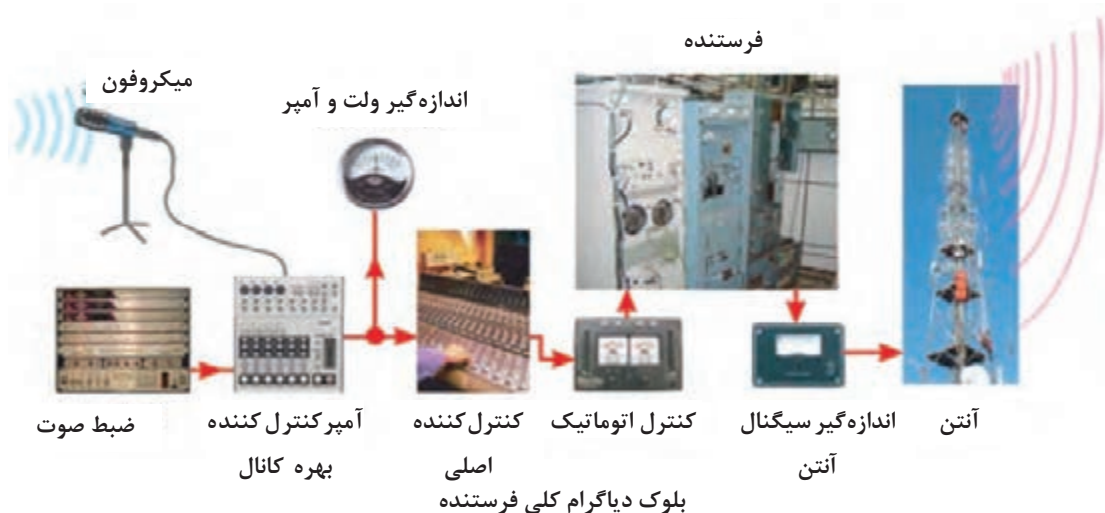 فرستنده
میکروفون
اندازه‌گیر ولت و آمپر
ضبط صوت
آمپر کنترل کننده
بهره کانال
کنترل کننده
اصلی
کنترل اتوماتیک
اندازه‌گیر سیگنال
آنتن
آنتن
بلوک دیاگرام کلی فرستنده